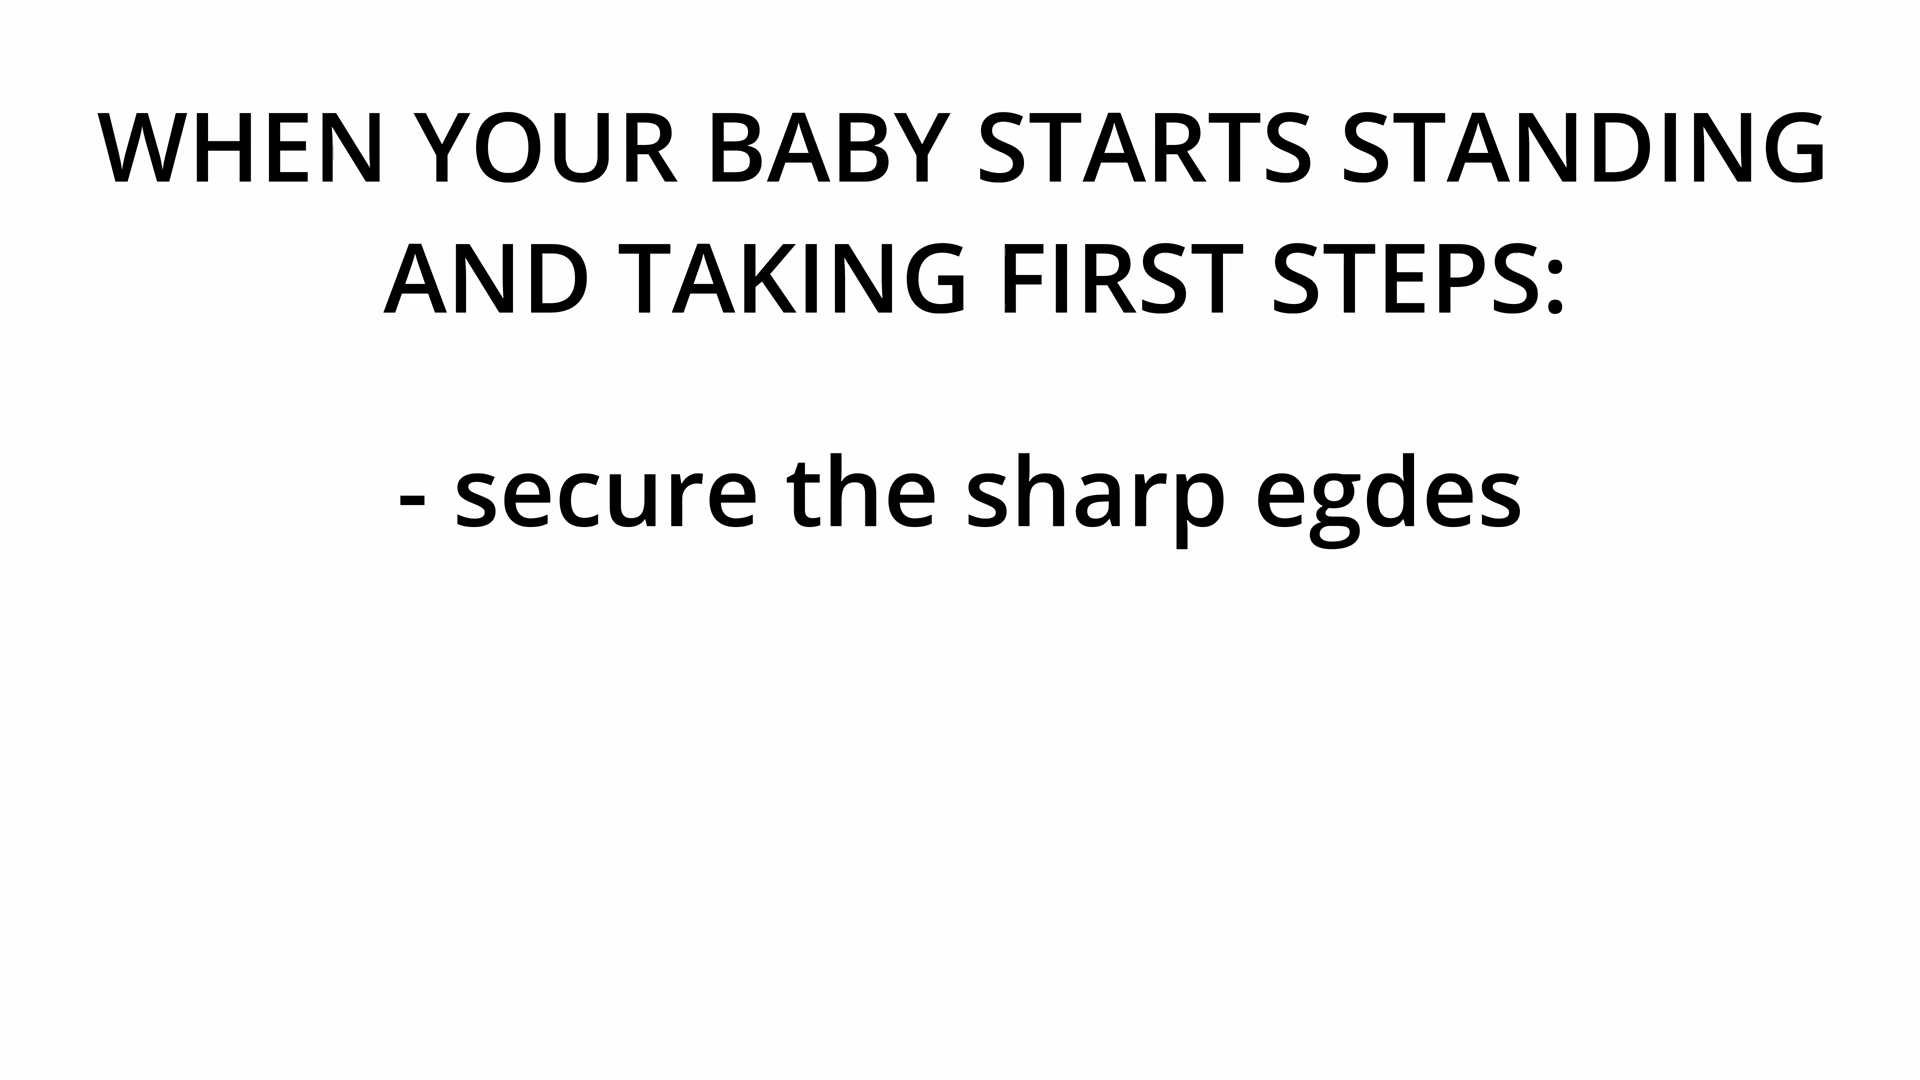 WHEN YOUR BABY STARTS STANDING
AND TAKING FIRST STEPS:
- secure the sharp egdes